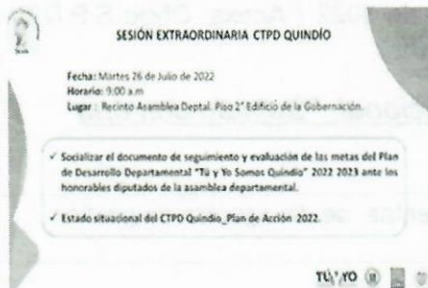 SESIÓN EXTRAORDINARIA CTPD QUINDÍO
Fecha: Martes 26 de Julio de 2022
Horario: 9:00 a.m
Lugar : Recinto Asamblea Deptal. Piso 2° Edificio de la Gobernación.
✓ Socializar el documento de seguimiento y evaluación de las metas del Plan
de Desarrollo Departamental "Tú y Yo Somos Quindío" 2022 2023 ante los
honorables diputados de la asamblea departamental.
✓ Estado situacional del CTPD Quindío_Plan de Acción 2022.
TÚ Y YO